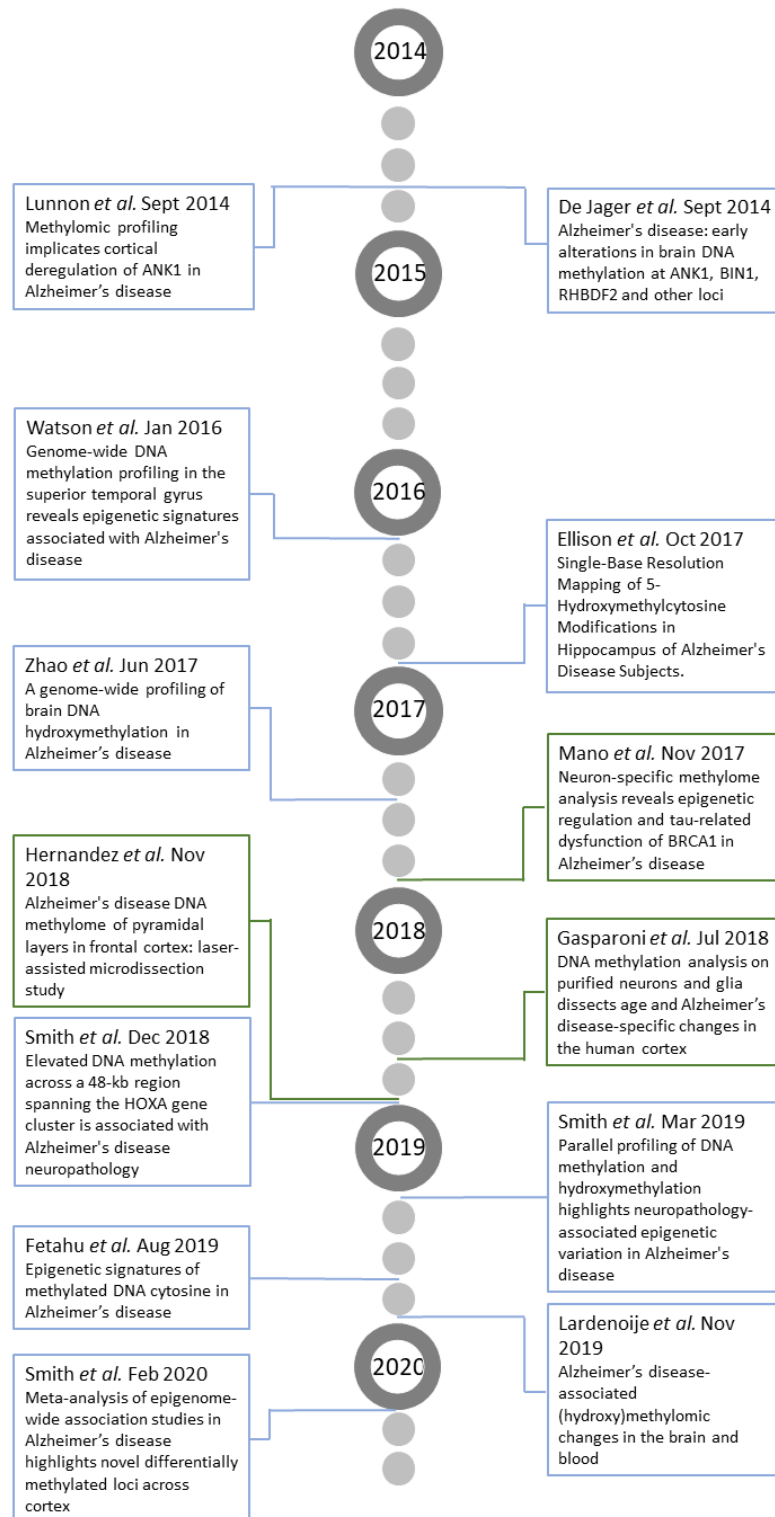 2014
Lunnon et al. Sept 2014
Methylomic profiling
implicates cortical
deregulation of ANK1 in
Alzheimer’s disease
De Jager et al. Sept 2014
Alzheimer's disease: early
alterations in brain DNA
methylation at ANK1, BIN1,
RHBDF2 and other loci
2015
Watson et al. Jan 2016
Genome-wide DNA
methylation profiling in the
superior temporal gyrus
reveals epigenetic signatures
associated with Alzheimer's
disease
2016
Ellison et al. Oct 2017
Single-Base Resolution
Mapping of 5-
Hydroxymethylcytosine
Modifications in
Hippocampus of Alzheimer's
Disease Subjects.
Zhao et al. Jun 2017
A genome-wide profiling of
brain DNA
hydroxymethylation in
Alzheimer’s disease
2017
Mano et al. Nov 2017
Neuron-specific methylome
analysis reveals epigenetic
regulation and tau-related
dysfunction of BRCA1 in
Alzheimer’s disease
Hernandez et al. Nov
2018
Alzheimer's disease DNA
methylome of pyramidal
layers in frontal cortex: laser-
assisted microdissection
study
2018
Gasparoni et al. Jul 2018
DNA methylation analysis on
purified neurons and glia
dissects age and Alzheimer’s
disease-specific changes in
the human cortex
Smith et al. Dec 2018
Elevated DNA methylation
across a 48-kb region
spanning the HOXA gene
cluster is associated with
Alzheimer's disease
neuropathology
2019
Smith et al. Mar 2019
Parallel profiling of DNA
methylation and
hydroxymethylation
highlights neuropathology-
associated epigenetic
variation in Alzheimer's
disease
Fetahu et al. Aug 2019
Epigenetic signatures of
methylated DNA cytosine in
Alzheimer’s disease
Lardenoije et al. Nov
2019
Alzheimer’s disease-
associated
(hydroxy)methylomic
changes in the brain and
blood
2020
Smith et al. Feb 2020
Meta-analysis of epigenome-
wide association studies in
Alzheimer’s disease
highlights novel differentially
methylated loci across
cortex